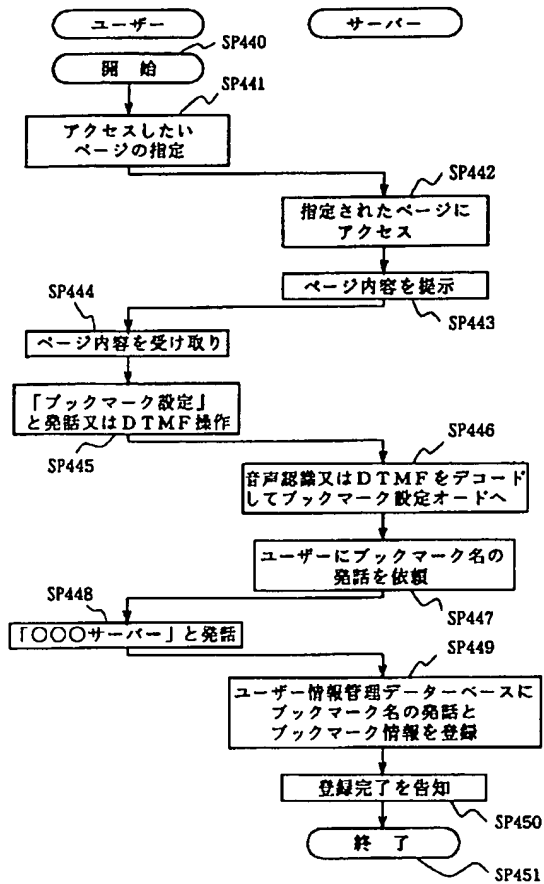 ユーザー
サーバー
SP440
開 始
SP441
アクセスしたい
ページの指定
SP442
指定されたページに
アクセス
ページ内容を提示
SP443
SP444
ページ内容を受け取り
「ブックマーク設定」
と発話又はDTMF操作
SP445
SP446
音声認識又はDTMFをデコード
してブックマーク設定オードへ
ユーザーにブックマーク名の
発話を依頼
SP447
SP448
「〇〇〇サーバー」と発話
SP449
ユーザー情報管理データーベースに
ブックマーク名の発話と
ブックマーク情報を登録
登録完了を告知
SP450
終 了
SP451